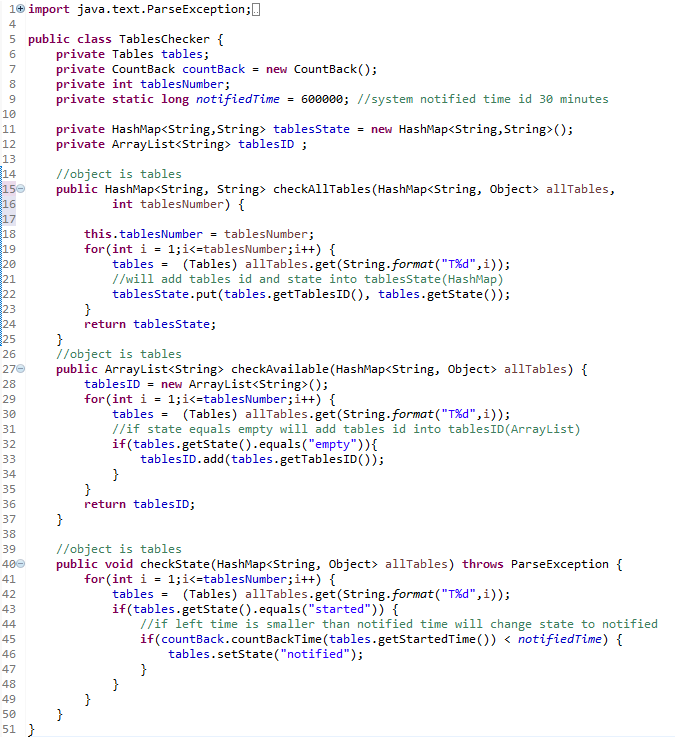 1 import java.text.ParseException;
4
5 public class TablesChecker {
6     private Tables tables;
7     private CountBack countBack = new CountBack();
8     private int tablesNumber;
9     private static long notifiedTime = 600000; //system notified time id 30 minutes
10
11     private HashMap<String,String> tablesState = new HashMap<String,String>();
12     private ArrayList<String> tablesID ;
13
14     //object is tables
15     public HashMap<String, String> checkAllTables(HashMap<String, Object> allTables,
16             int tablesNumber) {
17
18         this.tablesNumber = tablesNumber;
19         for(int i = 1;i<=tablesNumber;i++) {
20             tables =  (Tables) allTables.get(String.format("T%d",i));
21             //will add tables id and state into tablesState(HashMap)
22             tablesState.put(tables.getTablesID(), tables.getState());
23         }
24         return tablesState;
25     }
26     //object is tables
27     public ArrayList<String> checkAvailable(HashMap<String, Object> allTables) {
28         tablesID = new ArrayList<String>();
29         for(int i = 1;i<=tablesNumber;i++) {
30             tables =  (Tables) allTables.get(String.format("T%d",i));
31             //if state equals empty will add tables id into tablesID(ArrayList)
32             if(tables.getState().equals("empty")){
33                 tablesID.add(tables.getTablesID());
34             }
35         }
36         return tablesID;
37     }
38
39     //object is tables
40     public void checkState(HashMap<String, Object> allTables) throws ParseException {
41         for(int i = 1;i<=tablesNumber;i++) {
42             tables =  (Tables) allTables.get(String.format("T%d",i));
43             if(tables.getState().equals("started")) {
44                 //if left time is smaller than notified time will change state to notified
45                 if(countBack.countBackTime(tables.getStartedTime()) < notifiedTime) {
46                     tables.setState("notified");
47                 }
48             }
49         }
50     }
51 }